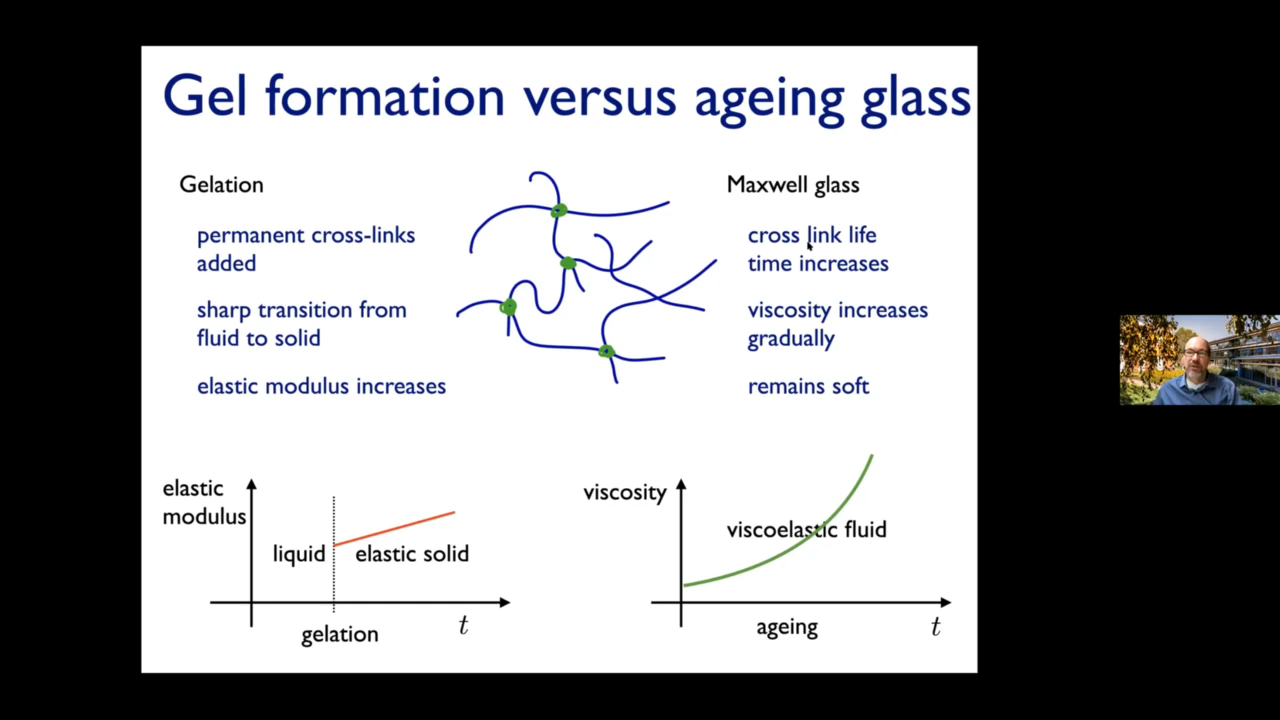 Gel formation versus ageing glass
Gelation
permanent cross-links
added
sharp transition from
fluid to solid
elastic modulus increases
Maxwell glass
cross link life
time increases
viscosity increases
gradually
remains soft
elastic
modulus
liquid
elastic solid
gelation
t
viscosity
viscoelastic fluid
ageing
t